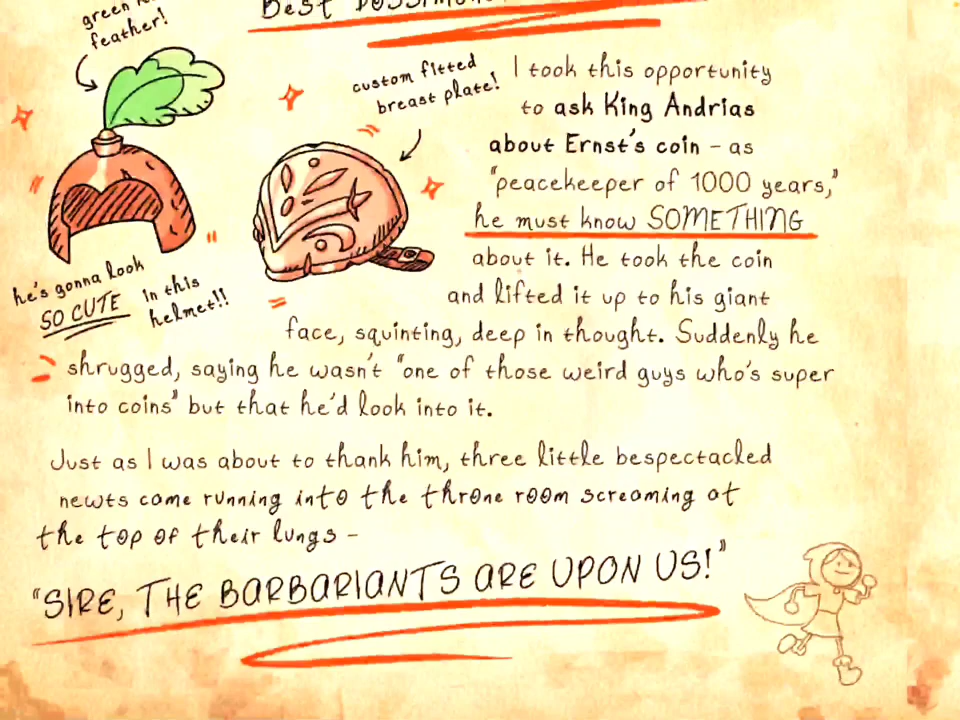 green
feather!
Best
custom fitted
breast plate!
I took this opportunity
to ask King Andrias
about Ernst's coin - as
"peacekeeper of 1000 years,"
he must know SOMETHING
about it. He took the coin
and lifted it up to his giant
face, squinting, deep in thought. Suddenly he
shrugged, saying he wasn't "one of those weird guys who's super
into coins" but that he'd look into it.
he's gonna look
SO CUTE in this
helmet!!
Just as I was about to thank him, three little bespectacled
newts come running into the throne room screaming at
the top of their lungs -
"SIRE, THE BARBARIANTS ARE UPON US!"